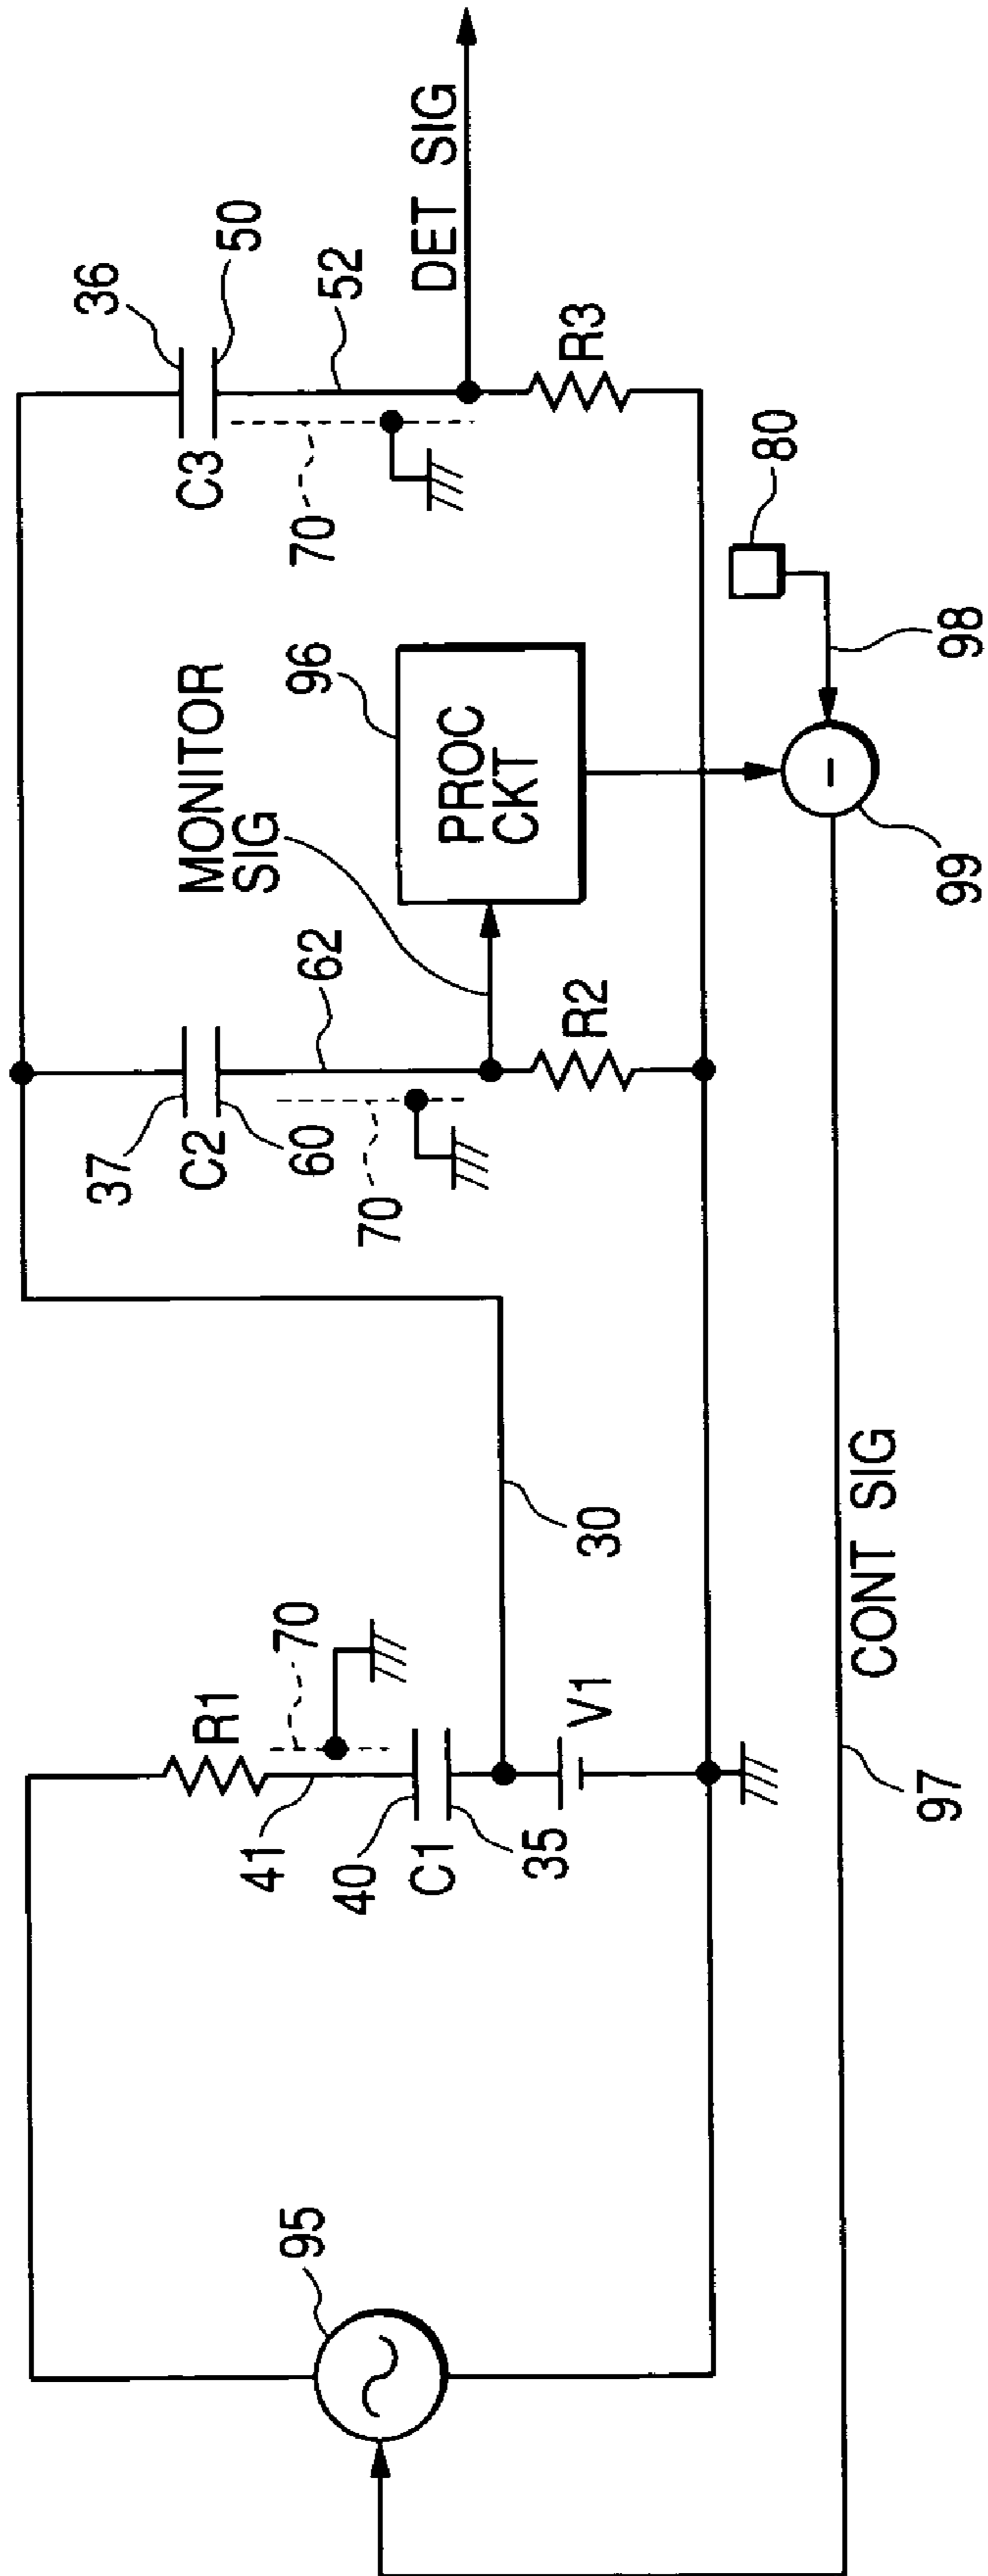 95
R1
70
41
40
C1
35
V1
30
37
C2
60
62
70
MONITOR
SIG
R2
96
PROC
CKT
36
50
C3
52
70
R3
DET SIG
80
98
99
CONT SIG
97